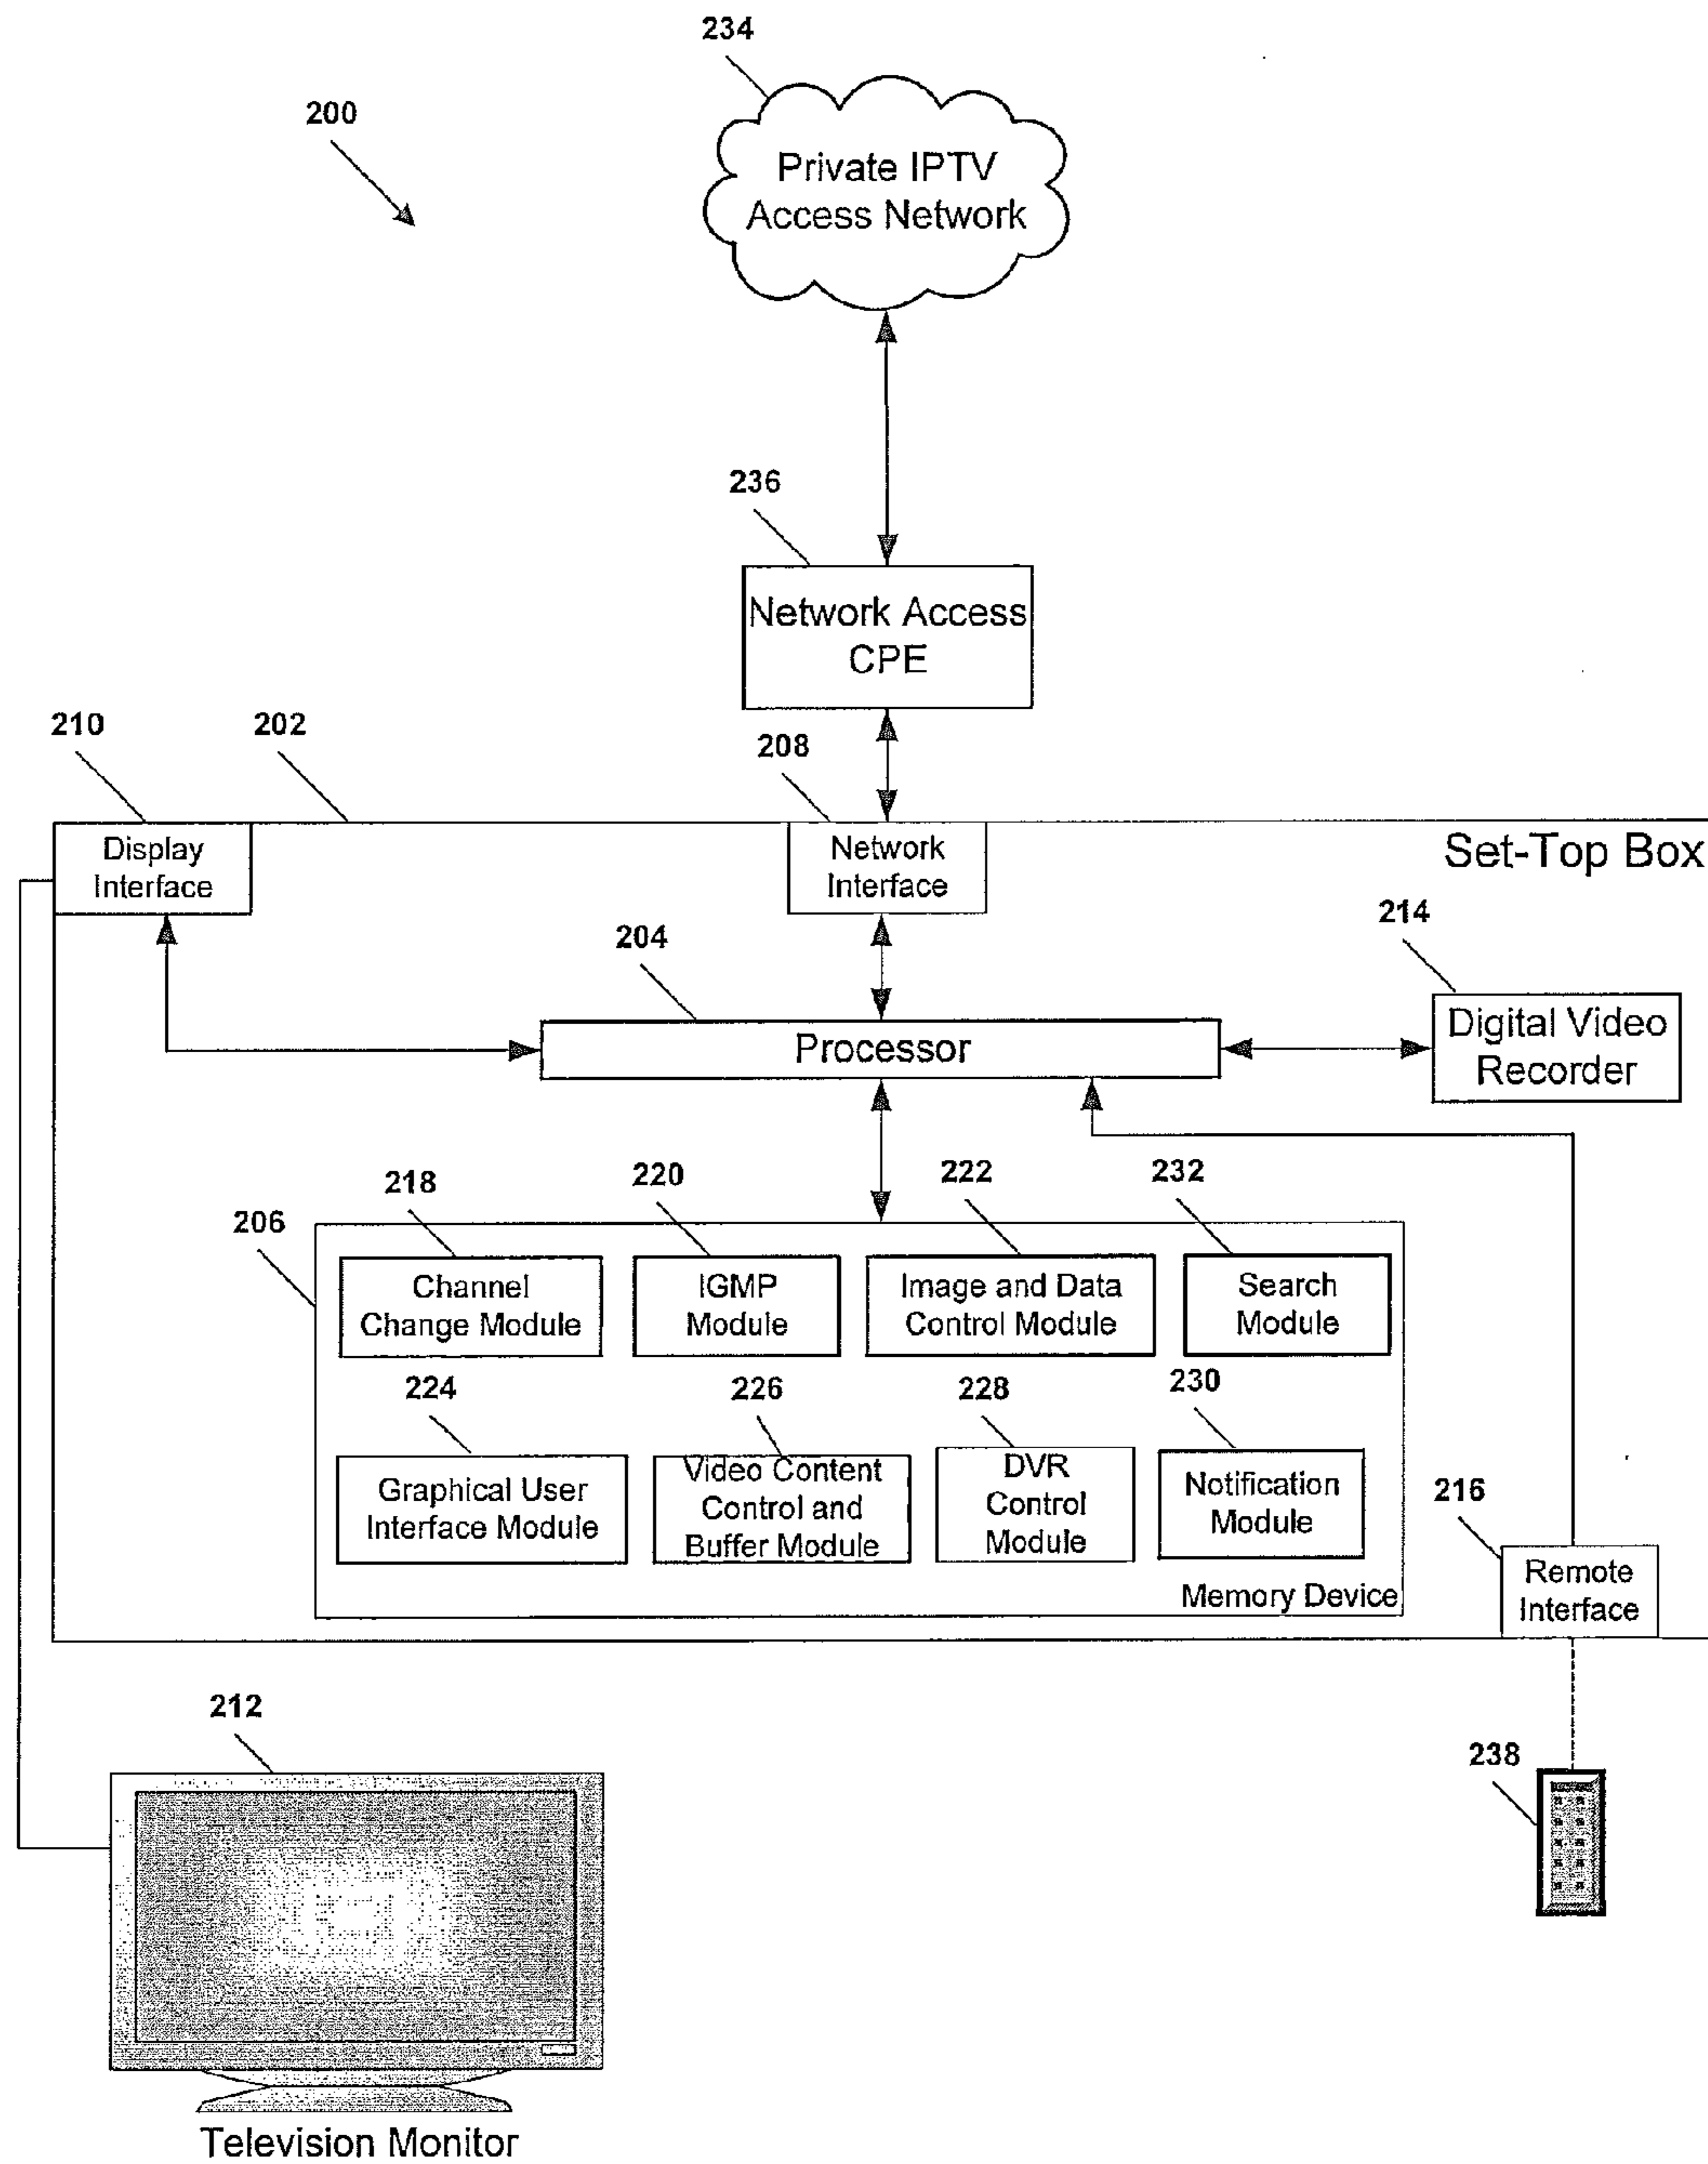 234
200
Private IPTV
Access Network
236
Network Access
CPE
210
202
208
Display
Interface
Network
Interface
Set-Top Box
214
204
Digital Video
Recorder
Processor
218
220
222
232
206
Channel
Change Module
IGMP
Module
Image and Data
Control Module
Search
Module
224
226
228
230
Graphical User
Interface Module
Video Content
Control and
Buffer Module
DVR
Control
Module
Notification
Module
216
Memory Device
Remote
Interface
212
238
Television Monitor